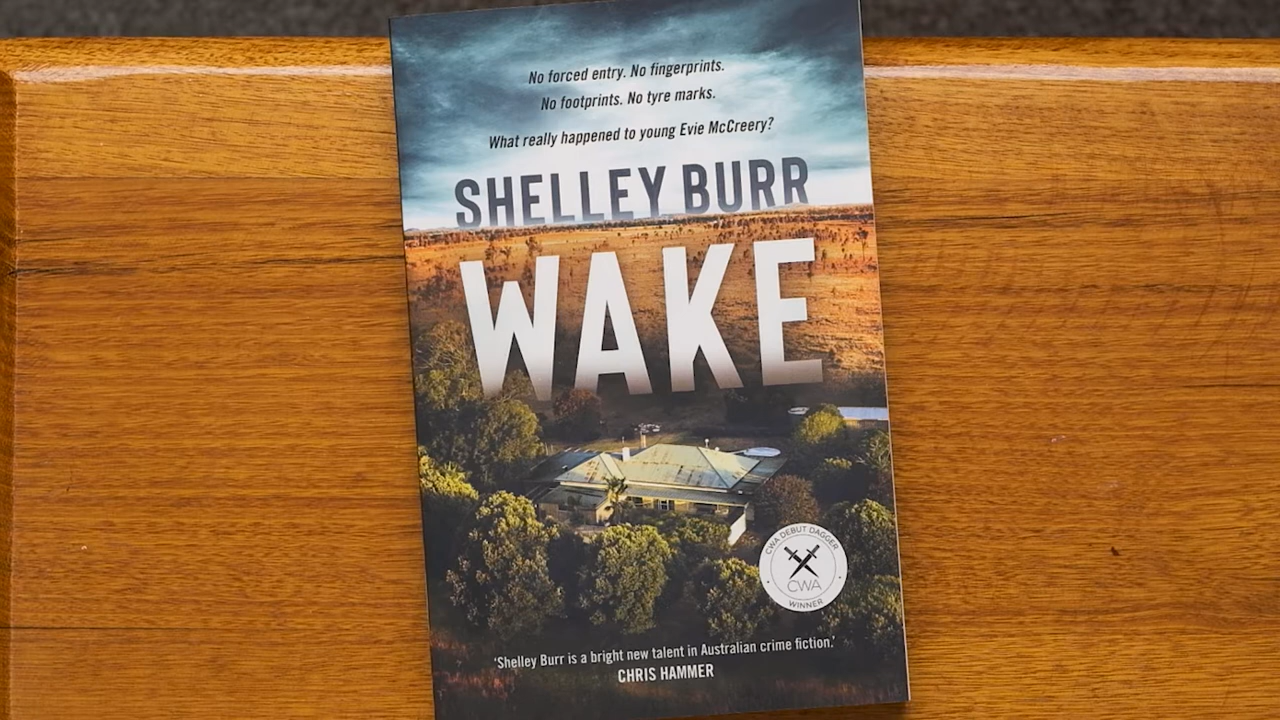 No forced entry. No fingerprints.
No footprints. No tyre marks.
What really happened to young Evie McCreery?
SHELLEY BURR
WAKE
CWA DEBUT DAGGER
CWA
WINNER
'Shelley Burr is a bright new talent in Australian crime fiction.'
CHRIS HAMMER